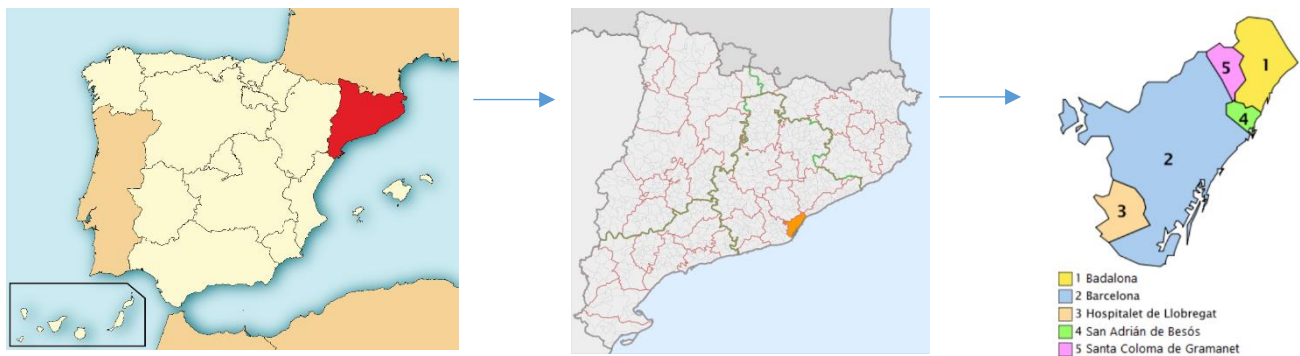 1
5
4
2
3
1 Badalona
2 Barcelona
3 Hospitalet de Llobregat
4 San Adrián de Besós
5 Santa Coloma de Gramanet